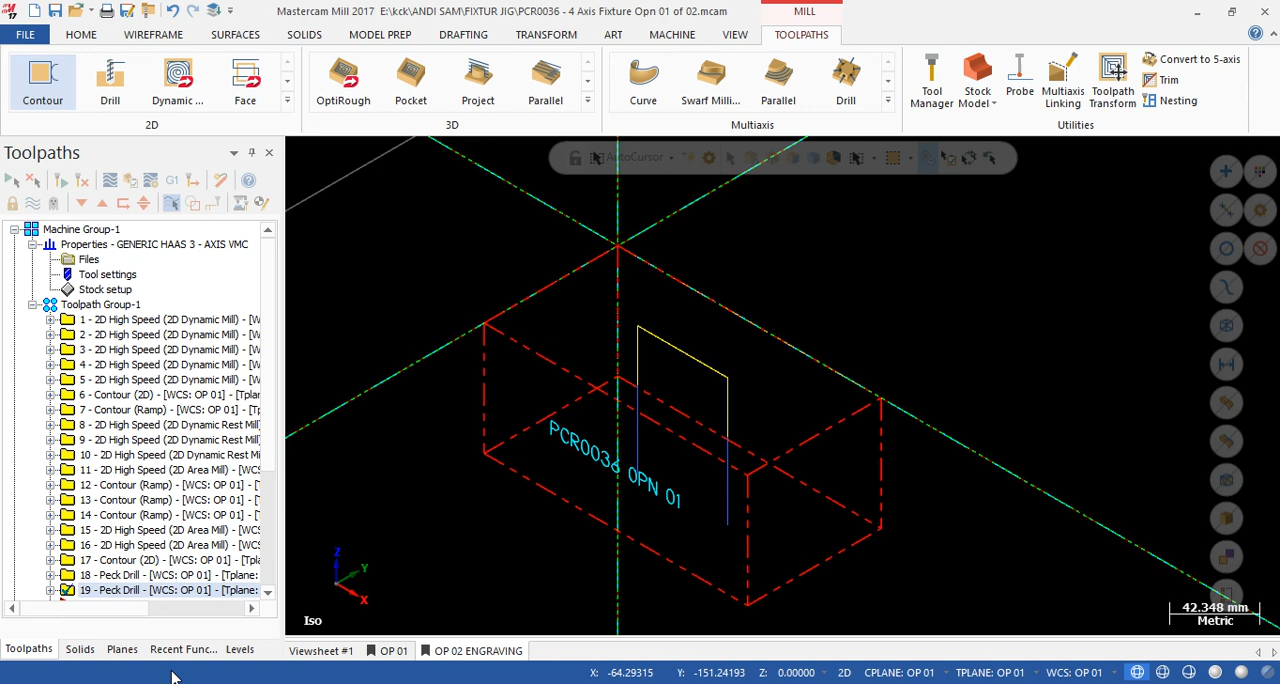 Mastercam Mill 2017 E:\kck\ANDI SAM\FIXTUR JIG\PCR0036 - 4 Axis Fixture Opn 01 of 02.mcam
MILL
FILE HOME WIREFRAME SURFACES SOLIDS MODEL PREP DRAFTING TRANSFORM ART MACHINE VIEW TOOLPATHS
Contour Drill Dynamic ... Face
OptiRough Pocket Project Parallel
Curve Swarf Milli... Parallel Drill
Tool Manager Stock Model Probe Multiaxis Linking Toolpath Transform
Convert to 5-axis
Trim
Nesting
2D 3D Multiaxis Utilities
Toolpaths
AutoCursor
G1
Machine Group-1
Properties - GENERIC HAAS 3 - AXIS VMC
Files
Tool settings
Stock setup
Toolpath Group-1
1 - 2D High Speed (2D Dynamic Mill) - [W
2 - 2D High Speed (2D Dynamic Mill) - [W
3 - 2D High Speed (2D Dynamic Mill) - [W
4 - 2D High Speed (2D Dynamic Mill) - [W
5 - 2D High Speed (2D Dynamic Mill) - [W
6 - Contour (2D) - [WCS: OP 01] - [Tpla
7 - Contour (Ramp) - [WCS: OP 01] - [Tp
8 - 2D High Speed (2D Dynamic Rest Mill
9 - 2D High Speed (2D Dynamic Rest Mill
10 - 2D High Speed (2D Dynamic Rest Mi
11 - 2D High Speed (2D Area Mill) - [WCS
12 - Contour (Ramp) - [WCS: OP 01] - [T
13 - Contour (Ramp) - [WCS: OP 01] - [T
14 - Contour (Ramp) - [WCS: OP 01] - [T
15 - 2D High Speed (2D Area Mill) - [WCS
16 - 2D High Speed (2D Area Mill) - [WCS
17 - Contour (2D) - [WCS: OP 01] - [Tpla
18 - Peck Drill - [WCS: OP 01] - [Tplane:
19 - Peck Drill - [WCS: OP 01] - [Tplane:
PCR0036 OPN 01
Z
Y
X
Iso
42.348 mm
Metric
Toolpaths Solids Planes Recent Func... Levels
Viewsheet #1 OP 01 OP 02 ENGRAVING
X: -64.29315 Y: -151.24193 Z: 0.00000 2D CPLANE: OP 01 TPLANE: OP 01 WCS: OP 01